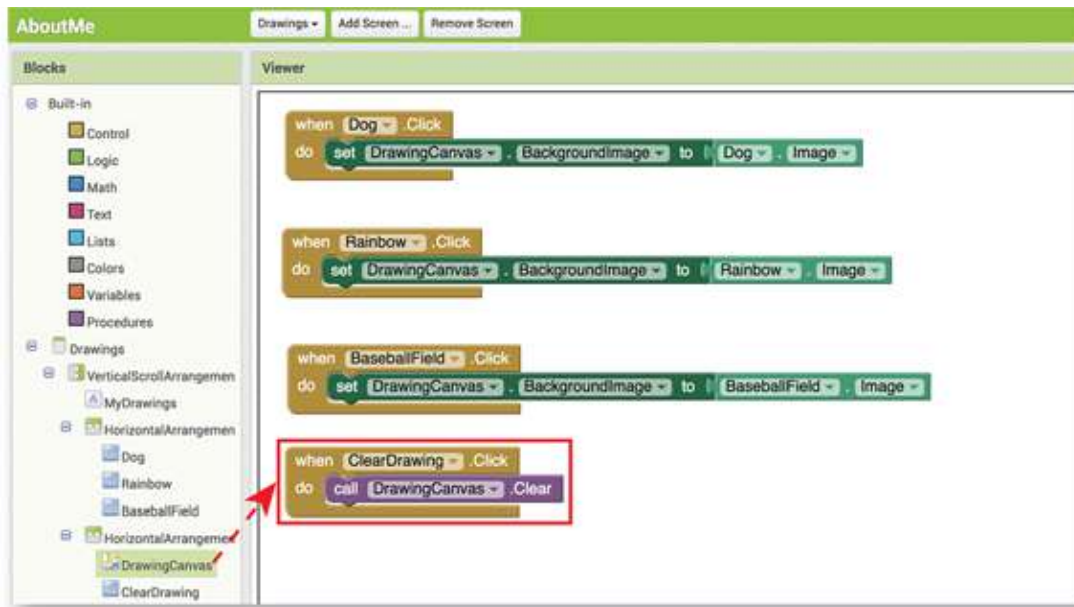 AboutMe
Drawings Add Screen ... Remove Screen
Blocks
Viewer
Built-in
Control
Logic
Math
Text
Lists
Colors
Variables
Procedures
Drawings
VerticalScrollArrangemen
MyDrawings
HorizontalArrangemen
Dog
Rainbow
BaseballField
HorizontalArrangemen
DrawingCanvas
ClearDrawing
when Dog .Click
do set DrawingCanvas . BackgroundImage to Dog . Image
when Rainbow .Click
do set DrawingCanvas . BackgroundImage to Rainbow . Image
when BaseballField .Click
do set DrawingCanvas . BackgroundImage to BaseballField . Image
when ClearDrawing .Click
do call DrawingCanvas .Clear